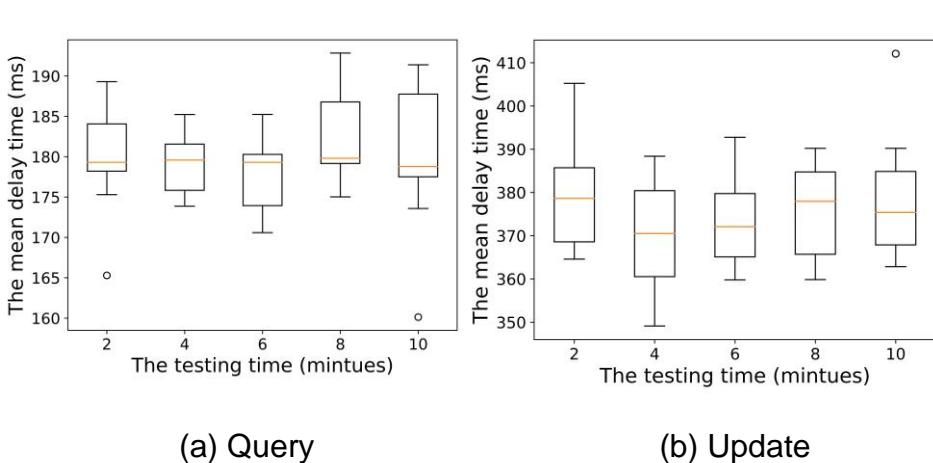 The mean delay time (ms)
190
185
180
175
170
165
160
2 4 6 8 10
The testing time (mintues)
(a) Query
The mean delay time (ms)
410
400
390
380
370
360
350
2 4 6 8 10
The testing time (mintues)
(b) Update